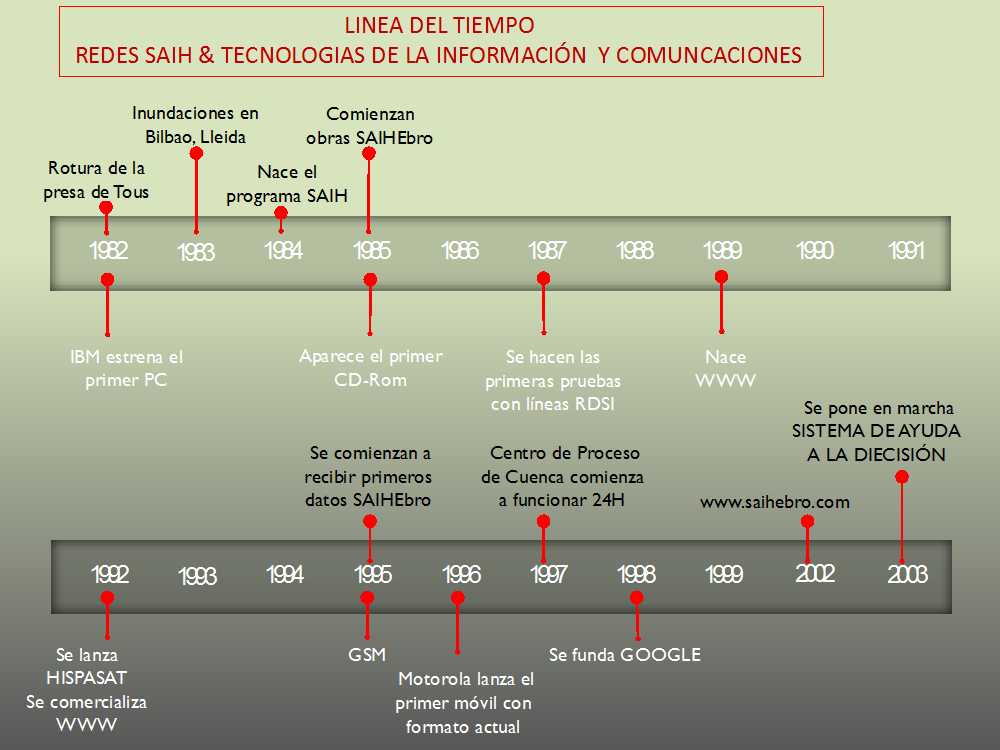 LINEA DEL TIEMPO
REDES SAIH & TECNOLOGIAS DE LA INFORMACIÓN Y COMUNCACIONES
Inundaciones en
Bilbao, Lleida
Comienzan
obras SAIHEbro
Rotura de la
presa de Tous
Nace el
programa SAIH
1982 1983 1984 1985 1986 1987 1988 1989 1990 1991
IBM estrena el
primer PC
Aparece el primer
CD-Rom
Se hacen las
primeras pruebas
con líneas RDSI
Nace
WWW
Se comienzan a
recibir primeros
datos SAIHEbro
Centro de Proceso
de Cuenca comienza
a funcionar 24H
www.saihebro.com
Se pone en marcha
SISTEMA DE AYUDA
A LA DIECISIÓN
1992 1993 1994 1995 1996 1997 1998 1999 2002 2003
Se lanza
HISPASAT
Se comercializa
WWW
GSM
Motorola lanza el
primer móvil con
formato actual
Se funda GOOGLE